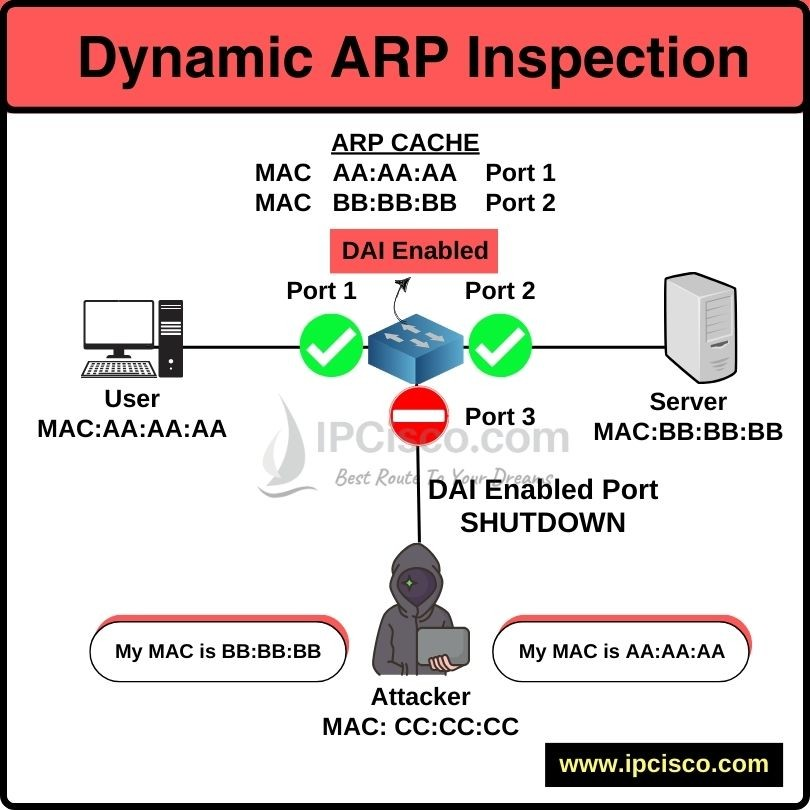 Dynamic ARP Inspection
ARP CACHE
MAC AA:AA:AA Port 1
MAC BB:BB:BB Port 2
DAI Enabled
Port 1
Port 2
User
MAC:AA:AA:AA
Server
MAC:BB:BB:BB
Port 3
IPCisco.com
Best Route To Your Dreams
DAI Enabled Port
SHUTDOWN
My MAC is BB:BB:BB
My MAC is AA:AA:AA
Attacker
MAC: CC:CC:CC
www.ipcisco.com